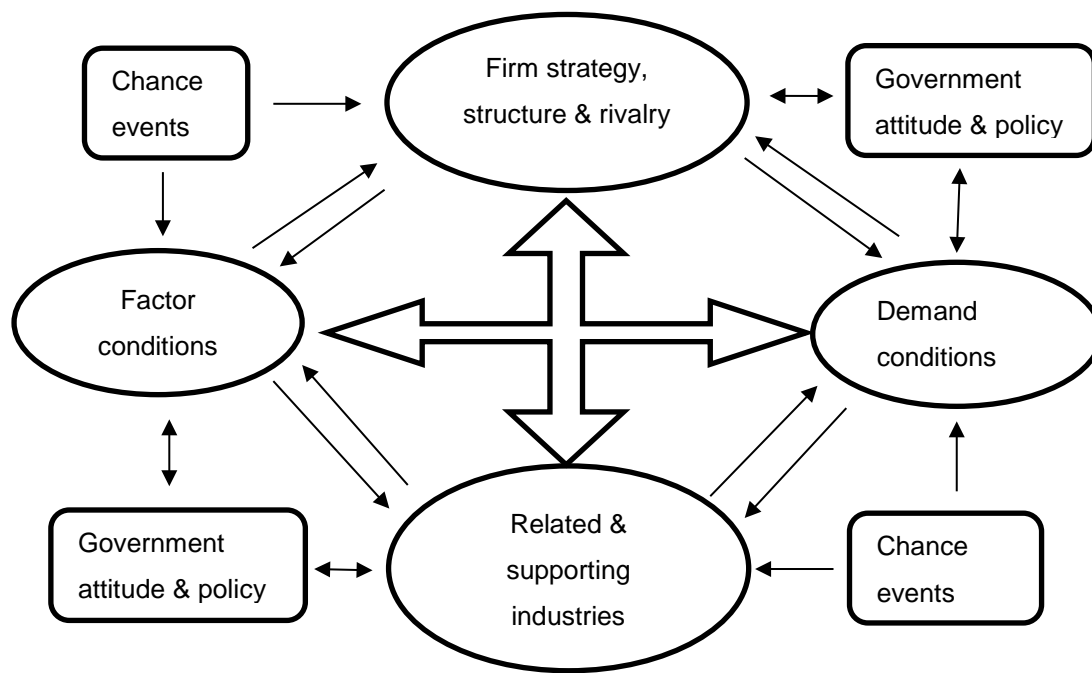 Chance
events
Firm strategy,
structure & rivalry
Government
attitude & policy
Factor
conditions
Demand
conditions
Government
attitude & policy
Related &
supporting
industries
Chance
events